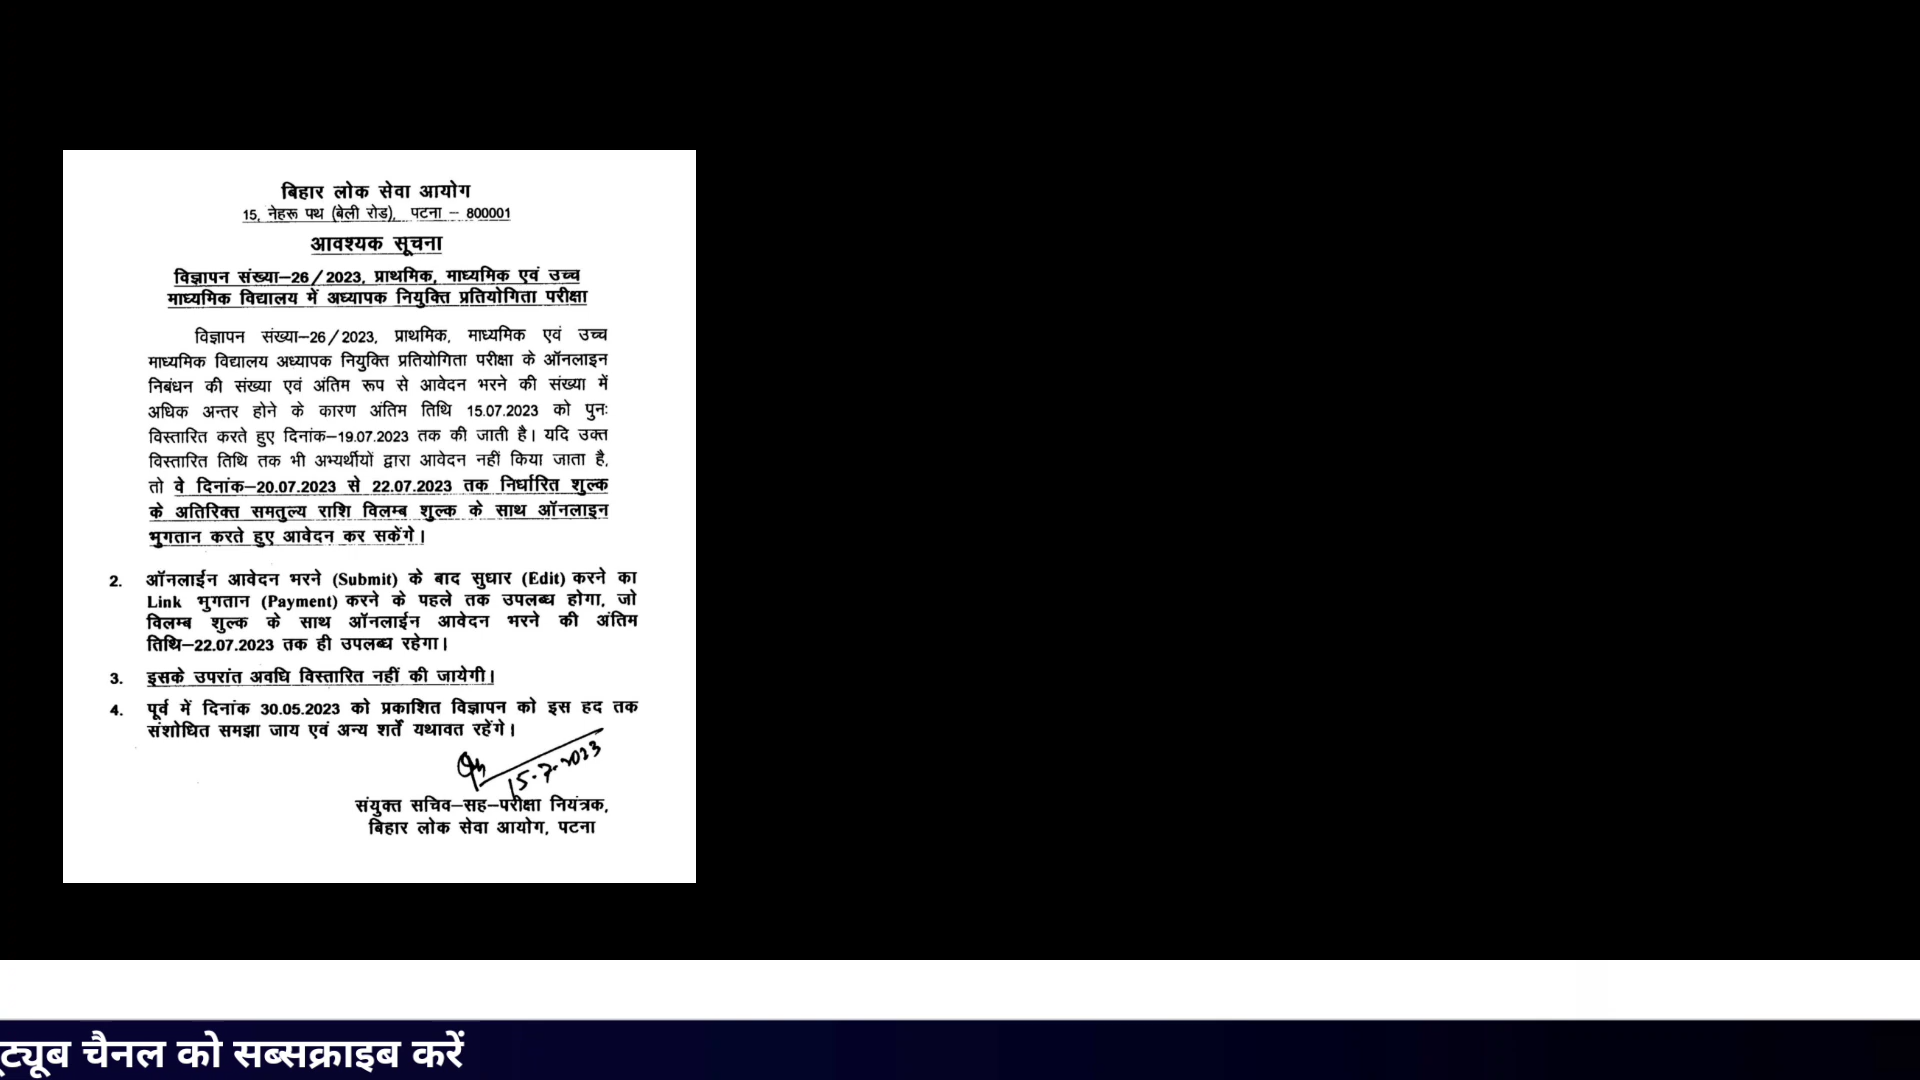 बिहार लोक सेवा आयोग
15, नेहरू पथ (बेली रोड), पटना – 800001
आवश्यक सूचना
विज्ञापन संख्या–26/2023, प्राथमिक, माध्यमिक एवं उच्च
माध्यमिक विद्यालय में अध्यापक नियुक्ति प्रतियोगिता परीक्षा
विज्ञापन संख्या–26/2023, प्राथमिक, माध्यमिक एवं उच्च
माध्यमिक विद्यालय अध्यापक नियुक्ति प्रतियोगिता परीक्षा के ऑनलाइन
निबंधन की संख्या एवं अंतिम रूप से आवेदन भरने की संख्या में
अधिक अन्तर होने के कारण अंतिम तिथि 15.07.2023 को पुनः
विस्तारित करते हुए दिनांक–19.07.2023 तक की जाती है। यदि उक्त
विस्तारित तिथि तक भी अभ्यर्थीयों द्वारा आवेदन नहीं किया जाता है,
तो वे दिनांक–20.07.2023 से 22.07.2023 तक निर्धारित शुल्क
के अतिरिक्त समतुल्य राशि विलम्ब शुल्क के साथ ऑनलाइन
भुगतान करते हुए आवेदन कर सकेंगे।
2. ऑनलाईन आवेदन भरने (Submit) के बाद सुधार (Edit) करने का
Link भुगतान (Payment) करने के पहले तक उपलब्ध होगा, जो
विलम्ब शुल्क के साथ ऑनलाईन आवेदन भरने की अंतिम
तिथि–22.07.2023 तक ही उपलब्ध रहेगा।
3. इसके उपरांत अवधि विस्तारित नहीं की जायेगी।
4. पूर्व में दिनांक 30.05.2023 को प्रकाशित विज्ञापन को इस हद तक
संशोधित समझा जाय एवं अन्य शर्तें यथावत रहेंगे।
15.7.2023
संयुक्त सचिव–सह–परीक्षा नियंत्रक,
बिहार लोक सेवा आयोग, पटना
चैनल को सब्सक्राइब करें